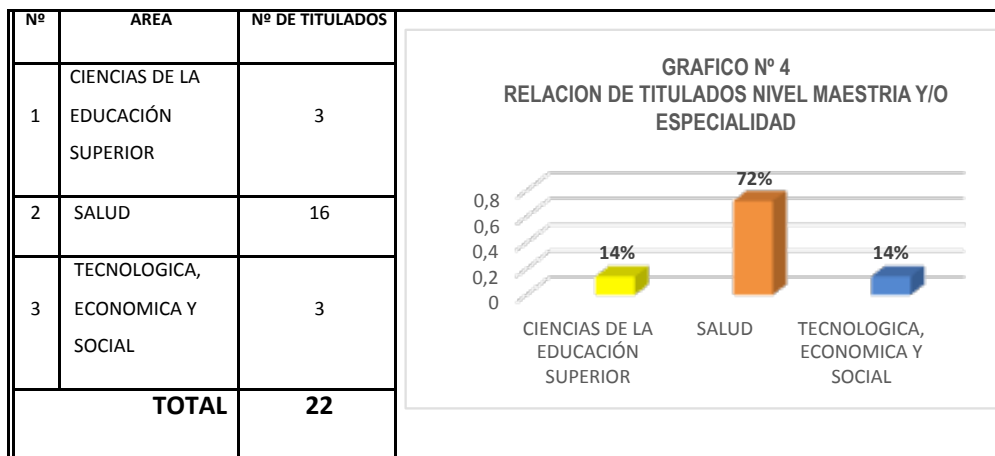 Nº AREA Nº DE TITULADOS
CIENCIAS DE LA
1 EDUCACIÓN 3
SUPERIOR
2 SALUD 16
TECNOLOGICA,
3 ECONOMICA Y 3
SOCIAL
TOTAL 22
GRAFICO Nº 4
RELACION DE TITULADOS NIVEL MAESTRIA Y/O
ESPECIALIDAD
72%
0,8
0,6
0,4 14% 14%
0,2
0
CIENCIAS DE LA SALUD TECNOLOGICA,
EDUCACIÓN ECONOMICA Y
SUPERIOR SOCIAL